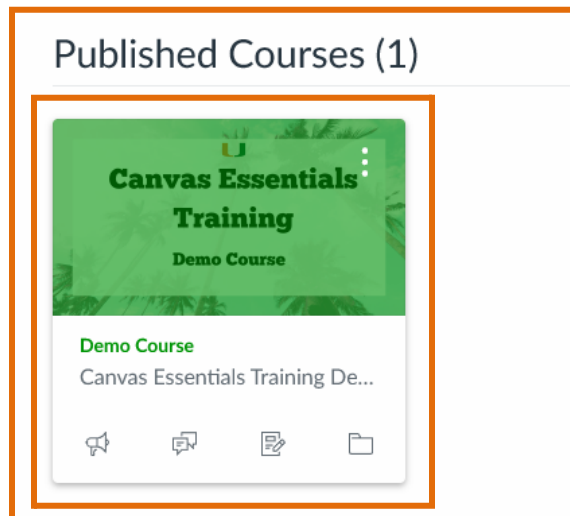 Published Courses (1)
U
Canvas Essentials
Training
Demo Course
Demo Course
Canvas Essentials Training De...